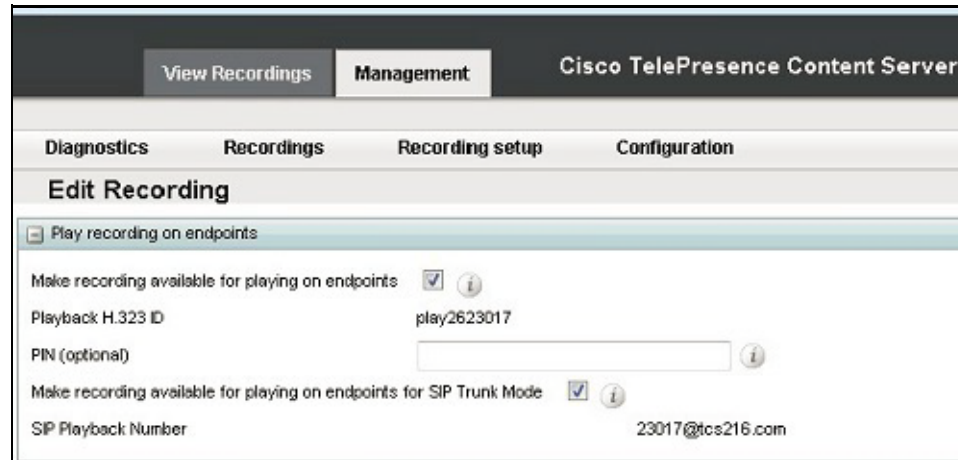 View Recordings Management Cisco TelePresence Content Server
Diagnostics Recordings Recording setup Configuration
Edit Recording
Play recording on endpoints
Make recording available for playing on endpoints
Playback H.323 ID play2623017
PIN (optional)
Make recording available for playing on endpoints for SIP Trunk Mode
SIP Playback Number 23017@tcs216.com